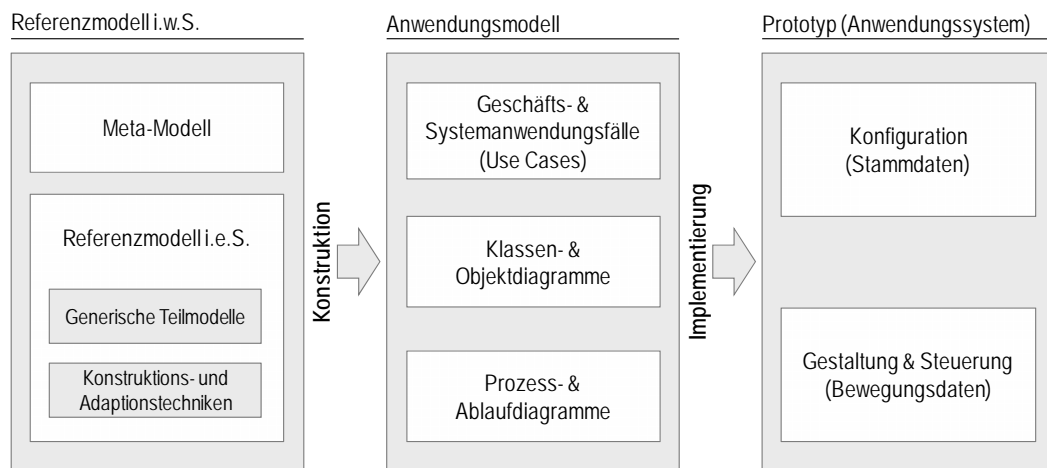 Referenzmodell i.w.S.
Meta-Modell
Referenzmodell i.e.S.
Generische Teilmodelle
Konstruktions- und
Adaptionstechniken
Konstruktion
Anwendungsmodell
Geschäfts- &
Systemanwendungsfälle
(Use Cases)
Klassen- &
Objektdiagramme
Prozess- &
Ablaufdiagramme
Implementierung
Prototyp (Anwendungssystem)
Konfiguration
(Stammdaten)
Gestaltung & Steuerung
(Bewegungsdaten)